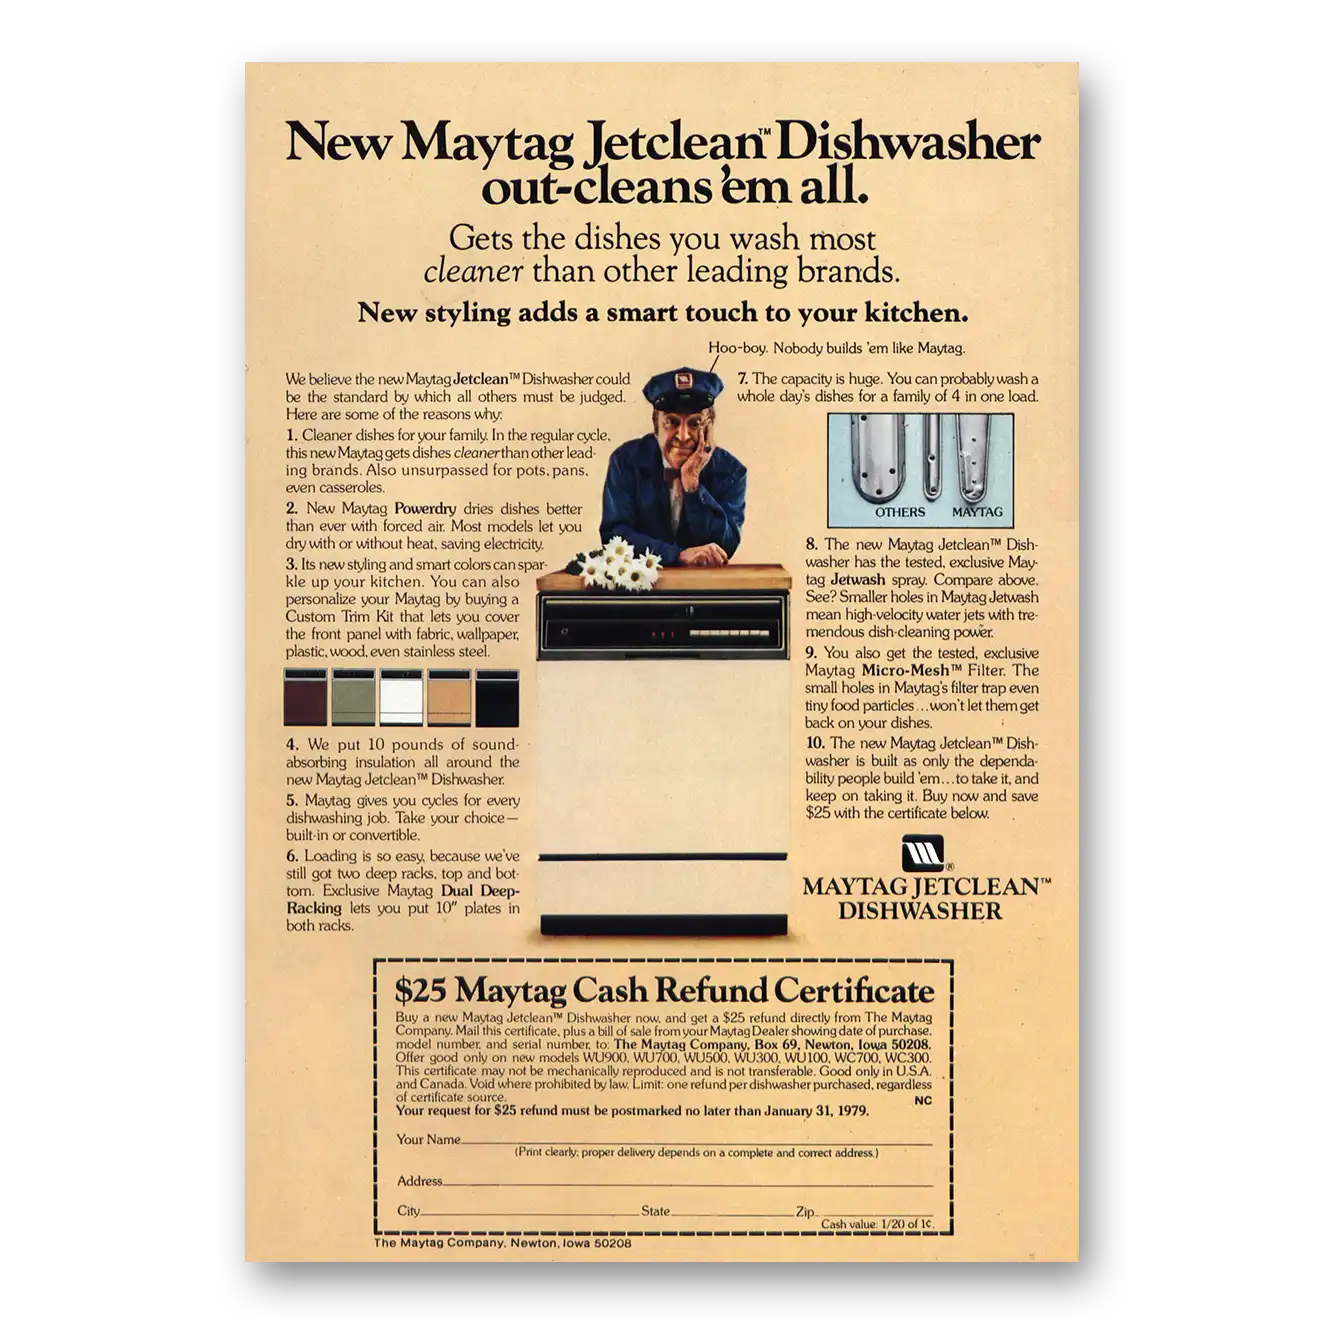 New Maytag Jetclean™ Dishwasher
out-cleans 'em all.
Gets the dishes you wash most
cleaner than other leading brands.
New styling adds a smart touch to your kitchen.
Hoo-boy. Nobody builds 'em like Maytag.
We believe the new Maytag Jetclean™ Dishwasher could
be the standard by which all others must be judged.
Here are some of the reasons why:
1. Cleaner dishes for your family. In the regular cycle,
this new Maytag gets dishes cleaner than other lead-
ing brands. Also unsurpassed for pots, pans,
even casseroles.
2. New Maytag Powerdry dries dishes better
than ever with forced air. Most models let you
dry with or without heat, saving electricity.
3. Its new styling and smart colors can spar-
kle up your kitchen. You can also
personalize your Maytag by buying a
Custom Trim Kit that lets you cover
the front panel with fabric, wallpaper,
plastic, wood, even stainless steel.
4. We put 10 pounds of sound-
absorbing insulation all around the
new Maytag Jetclean™ Dishwasher.
5. Maytag gives you cycles for every
dishwashing job. Take your choice—
built-in or convertible.
6. Loading is so easy, because we've
still got two deep racks, top and bot-
tom. Exclusive Maytag Dual Deep-
Racking lets you put 10" plates in
both racks.
7. The capacity is huge. You can probably wash a
whole day's dishes for a family of 4 in one load.
OTHERS MAYTAG
8. The new Maytag Jetclean™ Dish-
washer has the tested, exclusive May-
tag Jetwash spray. Compare above.
See? Smaller holes in Maytag Jetwash
mean high-velocity water jets with tre-
mendous dish-cleaning power.
9. You also get the tested, exclusive
Maytag Micro-Mesh™ Filter. The
small holes in Maytag's filter trap even
tiny food particles...won't let them get
back on your dishes.
10. The new Maytag Jetclean™ Dish-
washer is built as only the dependa-
bility people build 'em...to take it, and
keep on taking it. Buy now and save
$25 with the certificate below.
®
MAYTAG JETCLEAN™
DISHWASHER
$25 Maytag Cash Refund Certificate
Buy a new Maytag Jetclean™ Dishwasher now, and get a $25 refund directly from The Maytag
Company. Mail this certificate, plus a bill of sale from your Maytag Dealer showing date of purchase,
model number, and serial number, to: The Maytag Company, Box 69, Newton, Iowa 50208.
Offer good only on new models WU900, WU700, WU500, WU300, WU100, WC700, WC300.
This certificate may not be mechanically reproduced and is not transferable. Good only in U.S.A.
and Canada. Void where prohibited by law. Limit: one refund per dishwasher purchased, regardless
of certificate source.
NC
Your request for $25 refund must be postmarked no later than January 31, 1979.
Your Name
(Print clearly; proper delivery depends on a complete and correct address.)
Address
City State Zip
Cash value: 1/20 of 1¢.
The Maytag Company, Newton, Iowa 50208